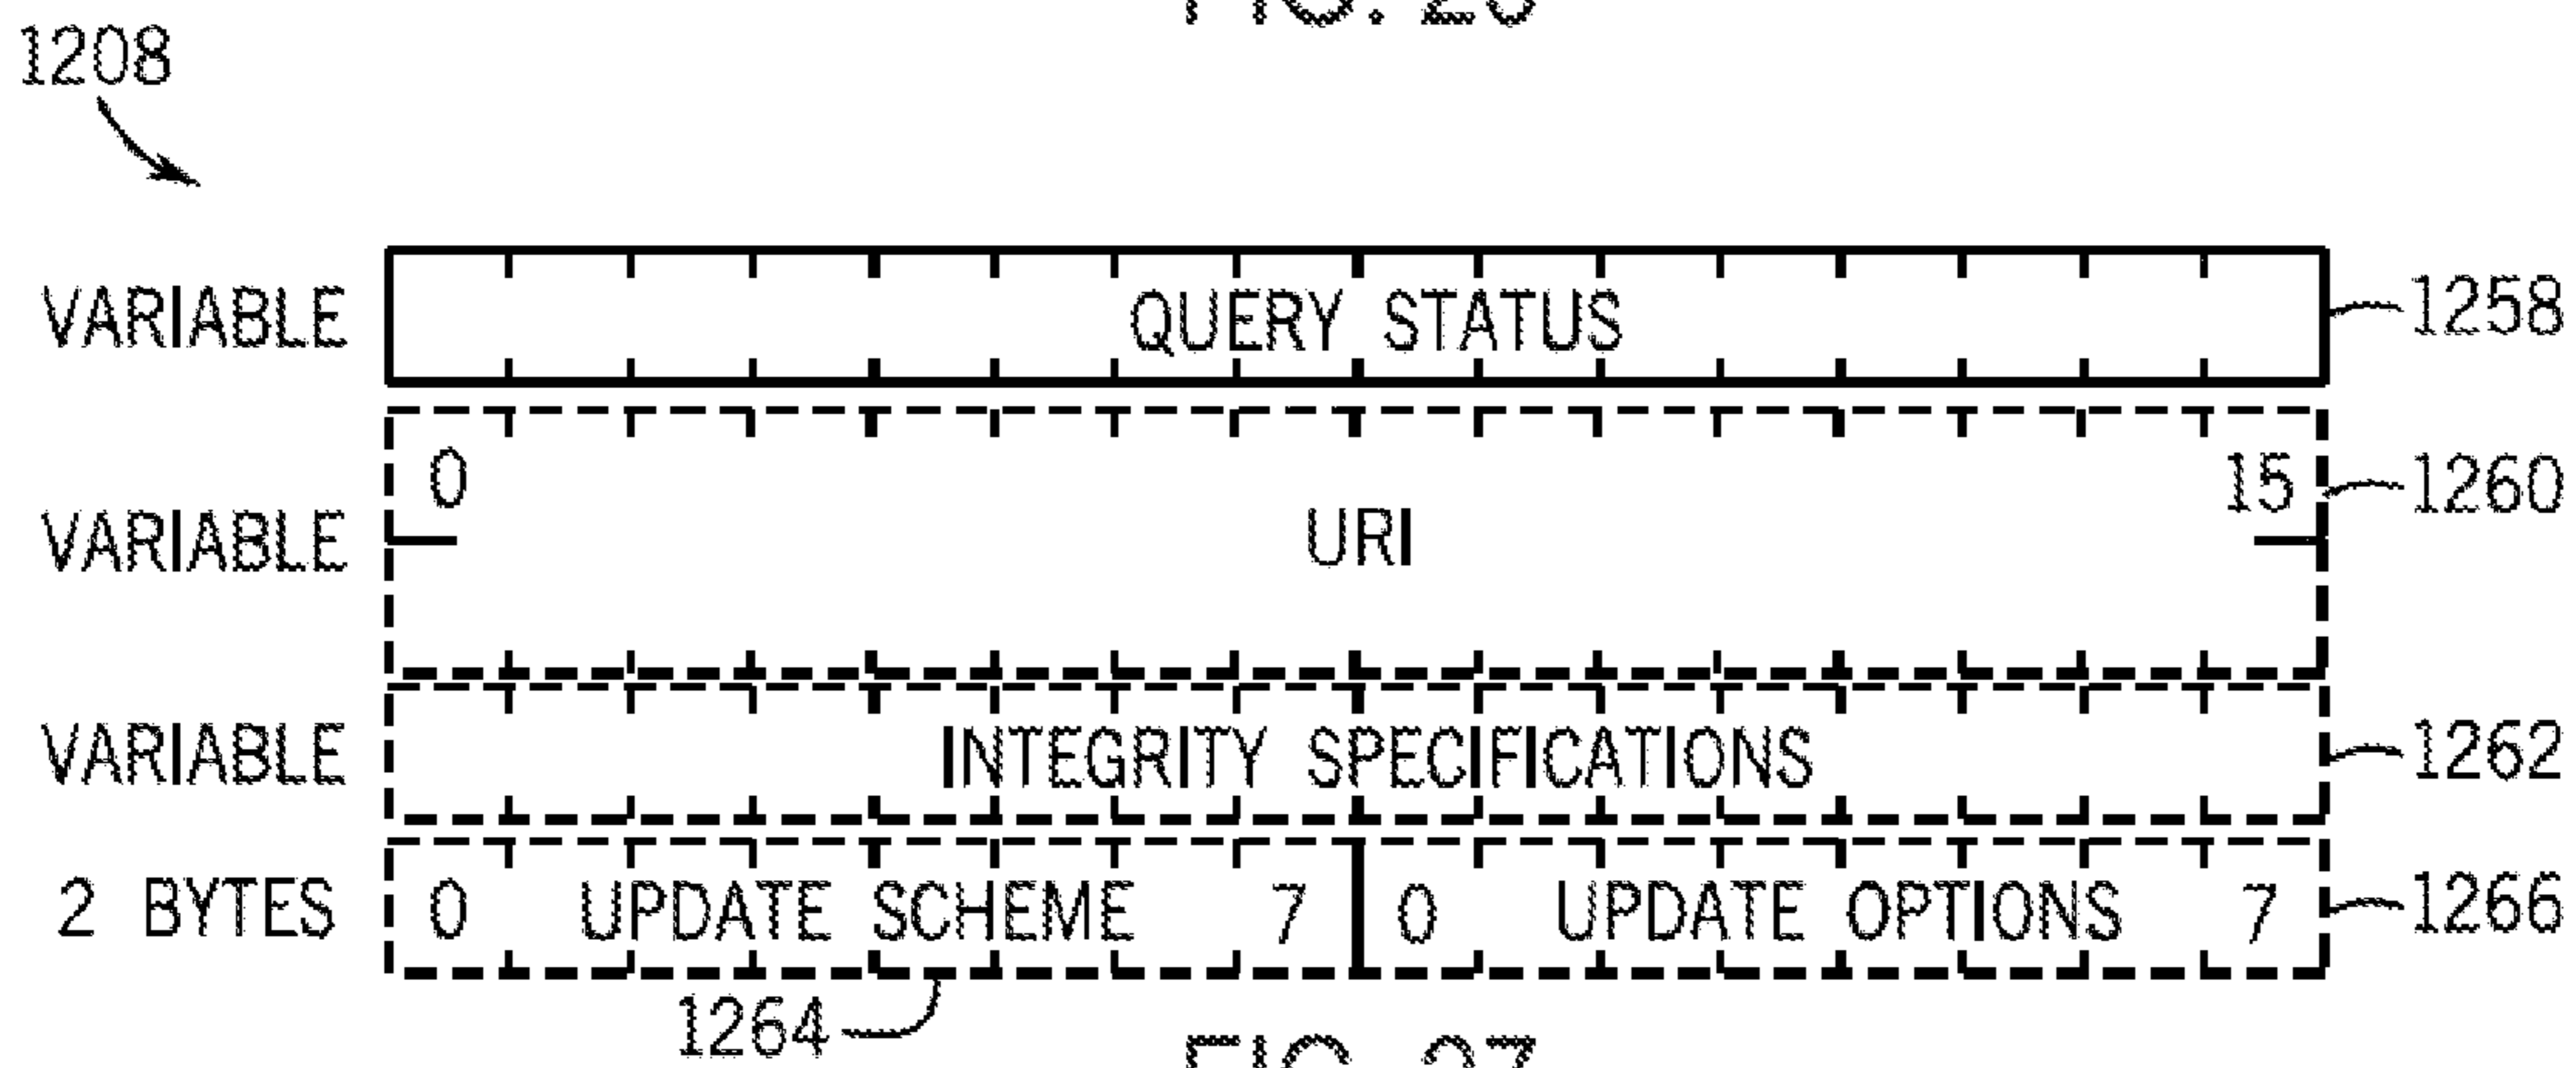 1208
VARIABLE QUERY STATUS 1258
0 15 1260
VARIABLE URI
VARIABLE INTEGRITY SPECIFICATIONS 1262
2 BYTES 0 UPDATE SCHEME 7 0 UPDATE OPTIONS 7 1266
1264